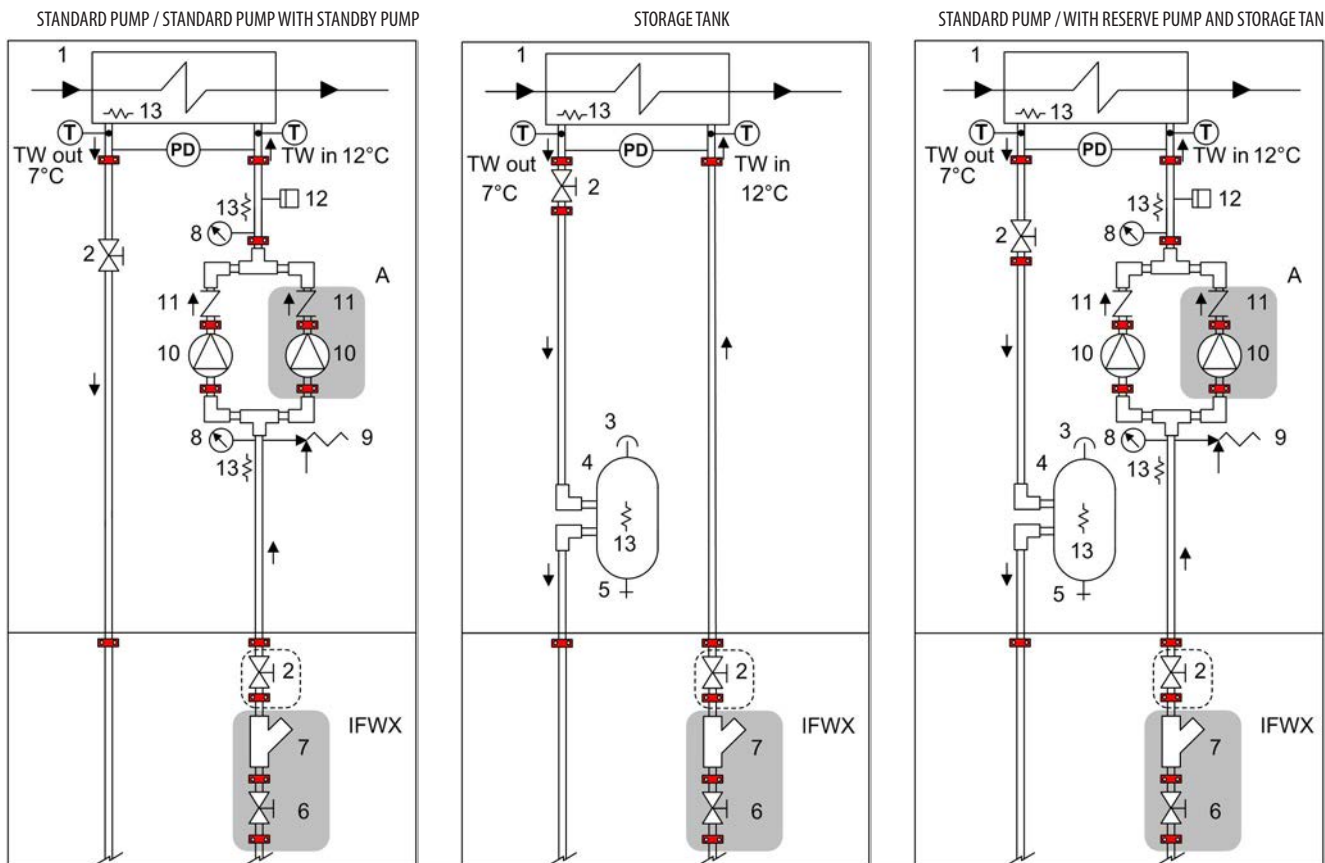 STANDARD PUMP / STANDARD PUMP WITH STANDBY PUMP
1
13
T
T
PD
TW out
7°C
TW in 12°C
13
12
8
2
A
11
11
10
10
8
9
13
2
IFWX
7
6
STORAGE TANK
1
13
T
T
PD
TW out
7°C
TW in
12°C
2
3
4
13
5
2
IFWX
7
6
STANDARD PUMP / WITH RESERVE PUMP AND STORAGE TAN
1
13
T
T
PD
TW out
7°C
TW in 12°C
13
12
8
2
A
11
11
10
10
3
8
9
4
13
13
5
2
IFWX
7
6